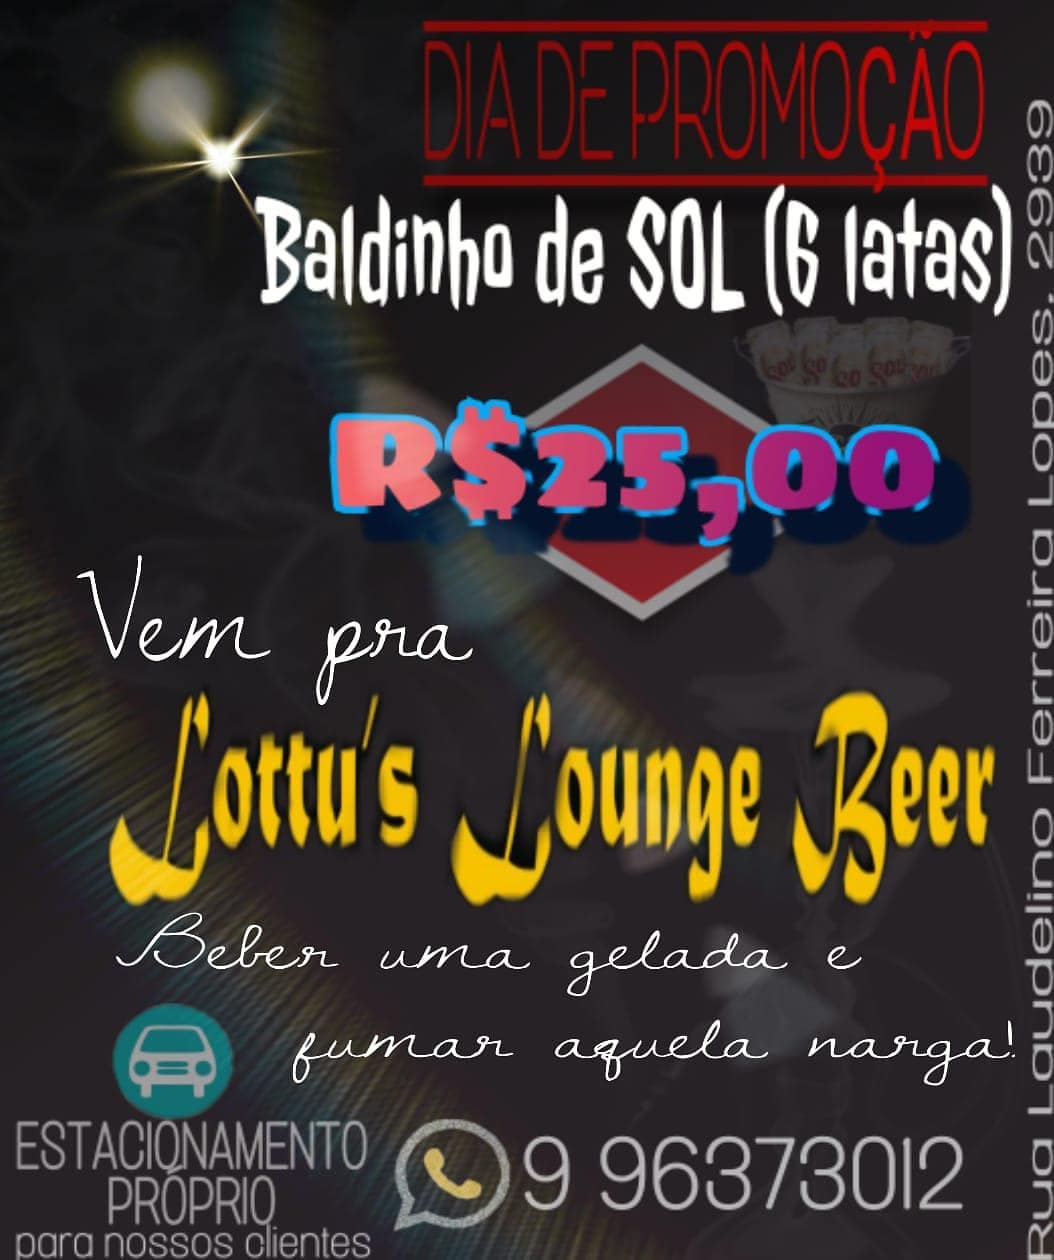 DIA DE PROMOÇÃO
Baldinho de SOL (6 latas)
R$25,00
Vem pra
Lottu's Lounge Beer
Beber uma gelada e
fumar aquela narga!
ESTACIONAMENTO
PRÓPRIO
para nossos clientes
9 96373012
Rua Laudelino Ferreira Lopes, 2939